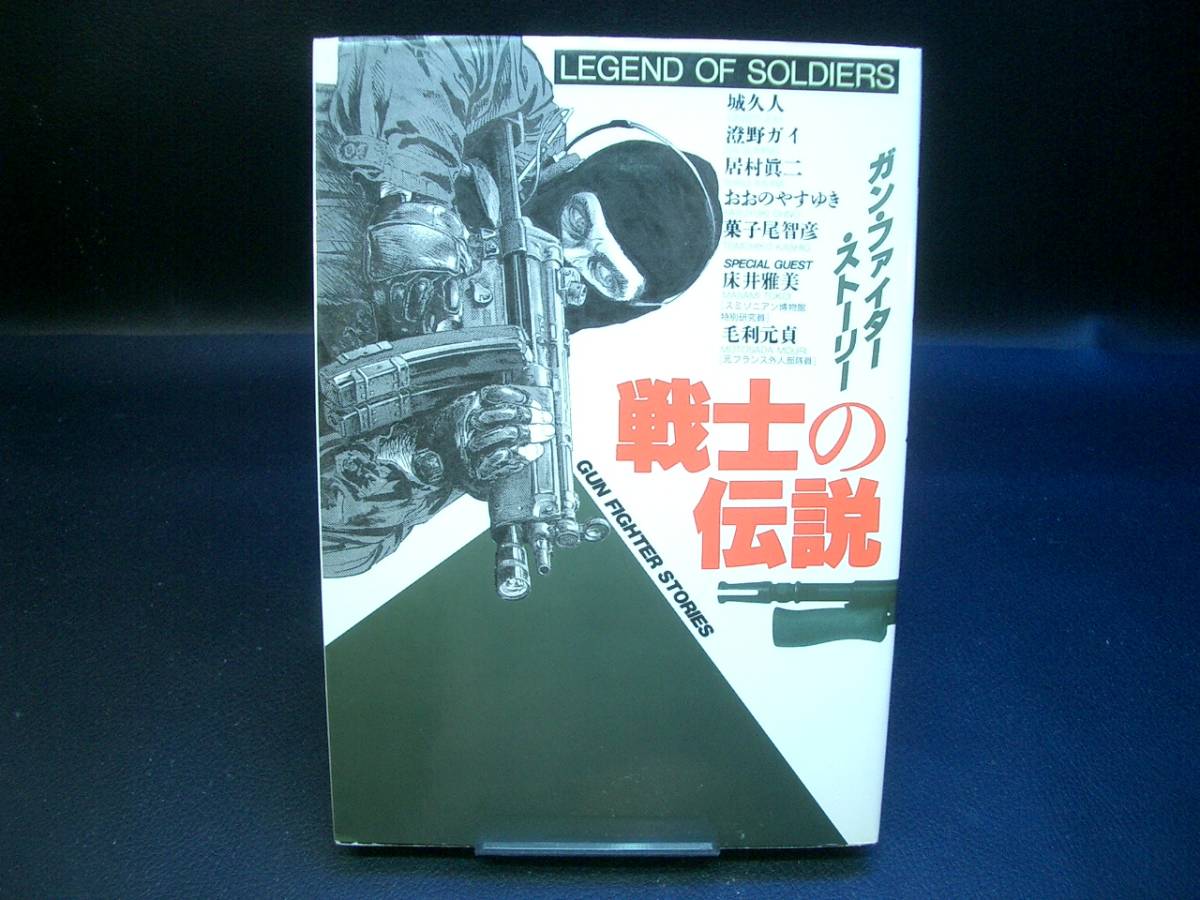 LEGEND OF SOLDIERS
城久人
澄野ガイ
居村眞二
おおのやすゆき
菓子尾智彦
SPECIAL GUEST
床井雅美
MASAMI TOKOI
[スミソニアン博物館
特別研究員]
毛利元貞
MOTOSADA MOURI
[元フランス外人部隊員]
ガン・ファイター
・ストーリー
戦士の
伝説
GUN FIGHTER STORIES